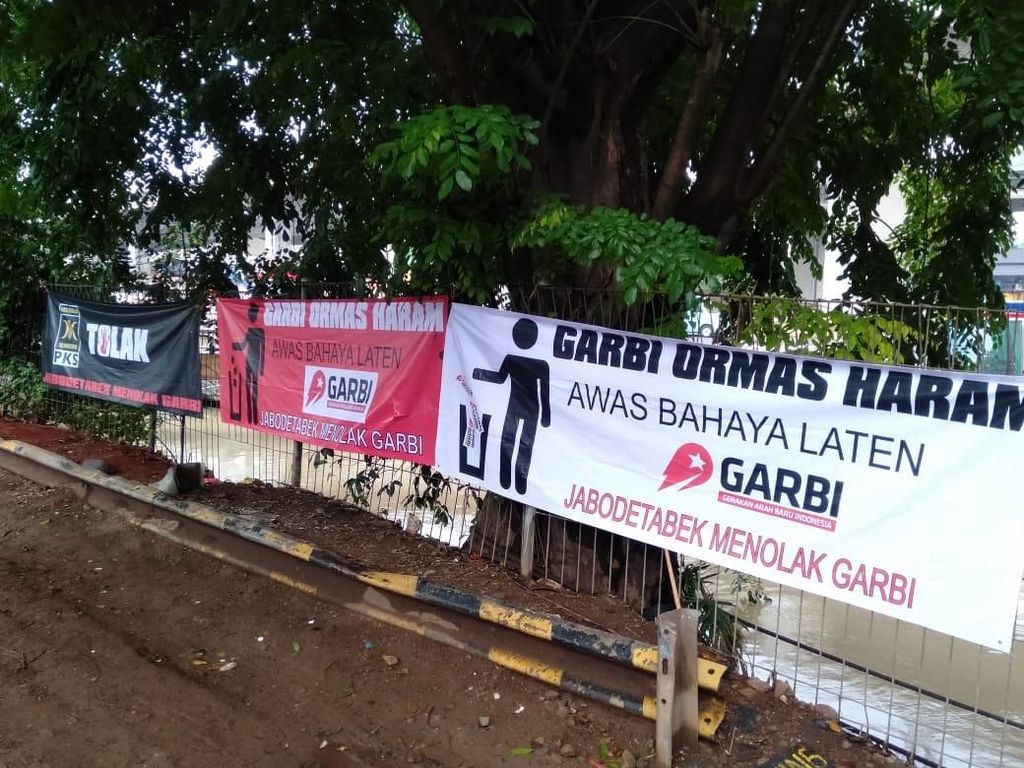 PKS
TOLAK
JABODETABEK MENOLAK GARBI
GARBI ORMAS HARAM
AWAS BAHAYA LATEN
GARBI
JABODETABEK MENOLAK GARBI
GARBI ORMAS HARAM
AWAS BAHAYA LATEN
GARBI
GERAKAN ARAH BARU INDONESIA
JABODETABEK MENOLAK GARBI